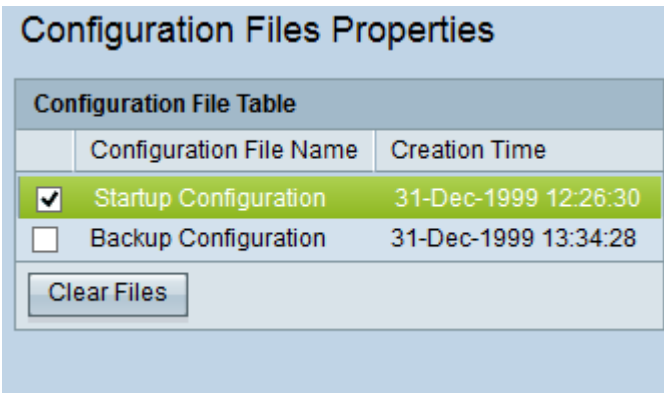 Configuration Files Properties
Configuration File Table
Configuration File Name Creation Time
Startup Configuration 31-Dec-1999 12:26:30
Backup Configuration 31-Dec-1999 13:34:28
Clear Files